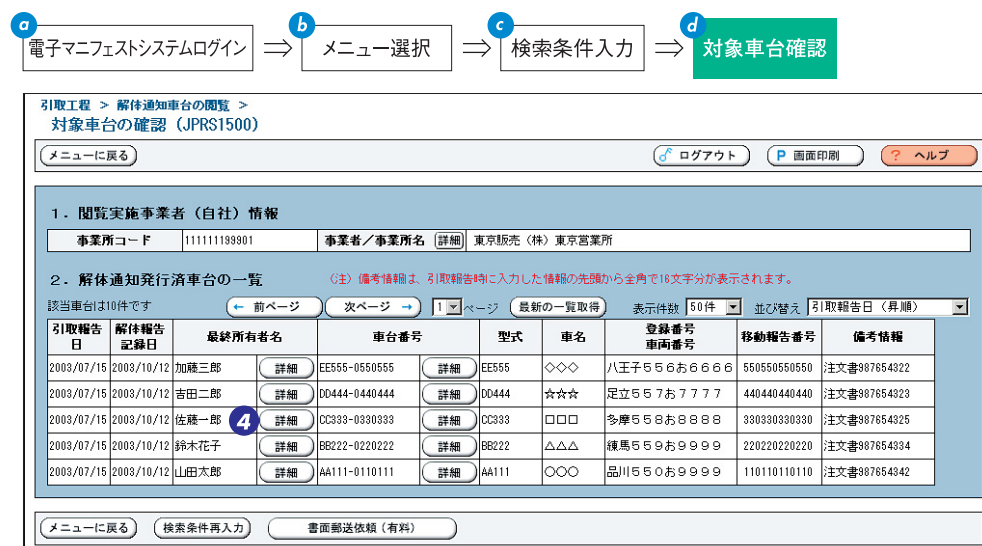 a 電子マニフェストシステムログイン ⇒ b メニュー選択 ⇒ c 検索条件入力 ⇒ d 対象車台確認
引取工程 > 解体通知車台の閲覧 >
対象車台の確認 (JPRS1500)
メニューに戻る ログアウト P 画面印刷 ? ヘルプ
1．閲覧実施事業者（自社）情報
事業所コード 111111199901 事業者／事業所名 詳細 東京販売（株）東京営業所
2．解体通知発行済車台の一覧 （注）備考情報は、引取報告時に入力した情報の先頭から全角で16文字分が表示されます。
該当車台は10件です ← 前ページ 次ページ → 1 ページ 最新の一覧取得 表示件数 50件 並び替え 引取報告日（昇順）
引取報告日 解体報告記録日 最終所有者名 車台番号 型式 車名 登録番号 車両番号 移動報告番号 備考情報
2003/07/15 2003/10/12 加藤三郎 詳細 EE555-0550555 詳細 EE555 ◇◇◇ 八王子５５６お６６６６ 550550550550 注文書987654322
2003/07/15 2003/10/12 吉田二郎 詳細 DD444-0440444 詳細 DD444 ☆☆☆ 足立５５７お７７７７ 440440440440 注文書987654323
2003/07/15 2003/10/12 佐藤一郎 4 詳細 CC333-0330333 詳細 CC333 □□□ 多摩５５８お８８８８ 330330330330 注文書987654325
2003/07/15 2003/10/12 鈴木花子 詳細 BB222-0220222 詳細 BB222 △△△ 練馬５５９お９９９９ 220220220220 注文書987654334
2003/07/15 2003/10/12 山田太郎 詳細 AA111-0110111 詳細 AA111 ○○○ 品川５５０お９９９９ 110110110110 注文書987654342
メニューに戻る 検索条件再入力 書面郵送依頼（有料）